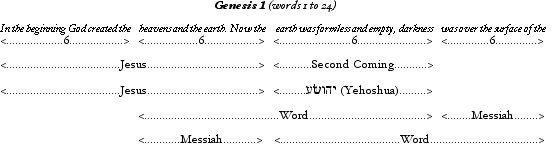 Genesis 1 (words 1 to 24)
In the beginning God created the heavens and the earth. Now the earth was formless and empty, darkness was over the surface of the
<....................6....................> <....................6....................> <....................6....................> <....................6....................>
<....................Jesus....................> <....................Second Coming....................>
<....................Jesus....................> <....................יהושע (Yehoshua)....................>
<....................Word....................> <....................Messiah....................>
<....................Messiah....................> <....................Word....................>